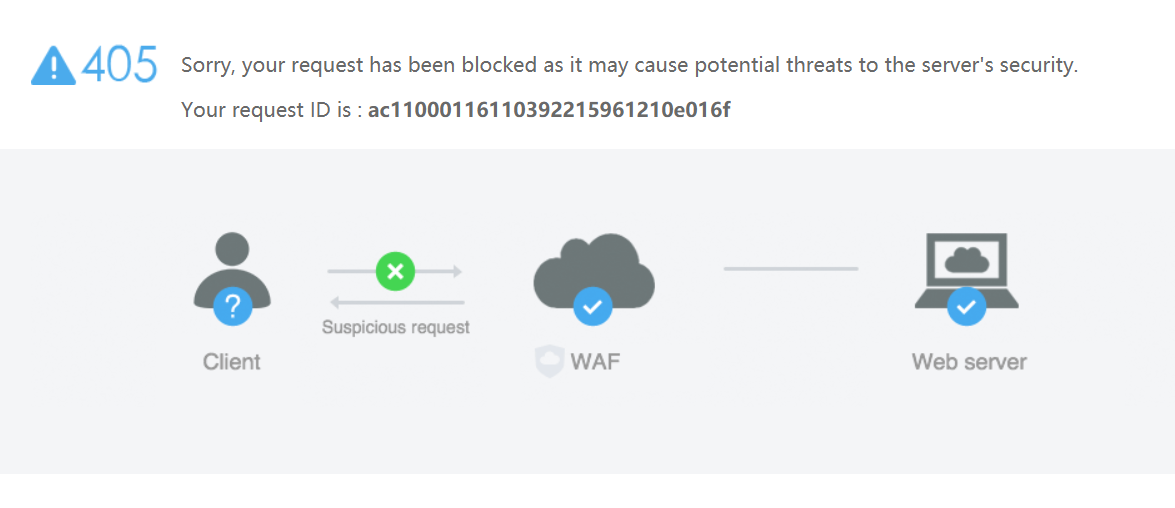 405
Sorry, your request has been blocked as it may cause potential threats to the server's security.
Your request ID is : ac11000116110392215961210e016f
Suspicious request
Client
WAF
Web server